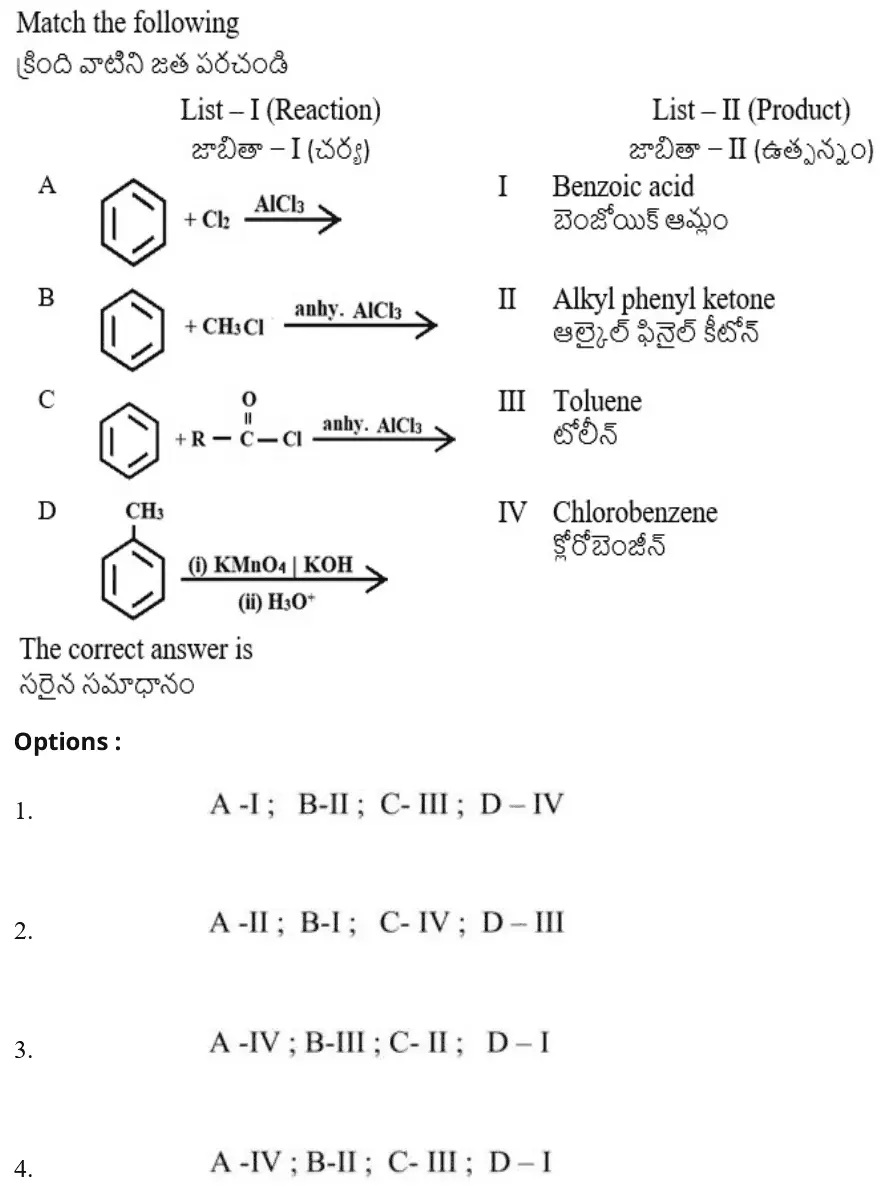 Match the following
క్రింది వాటిని జత పరచండి
List – I (Reaction) List – II (Product)
జాబితా – I (చర్య) జాబితా – II (ఉత్పన్నం)
A + Cl₂ AlCl₃ I Benzoic acid
బెంజోయిక్ ఆమ్లం
B + CH₃Cl anhy. AlCl₃ II Alkyl phenyl ketone
ఆల్కైల్ ఫినైల్ కీటోన్
C + R – C – Cl O anhy. AlCl₃ III Toluene
టోలీన్
D CH₃ IV Chlorobenzene
(i) KMnO₄ | KOH క్లోరోబెంజీన్
(ii) H₃O⁺
The correct answer is
సరైన సమాధానం
Options :
1. A -I ; B-II ; C- III ; D – IV
2. A -II ; B-I ; C- IV ; D – III
3. A -IV ; B-III ; C- II ; D – I
4. A -IV ; B-II ; C- III ; D – I